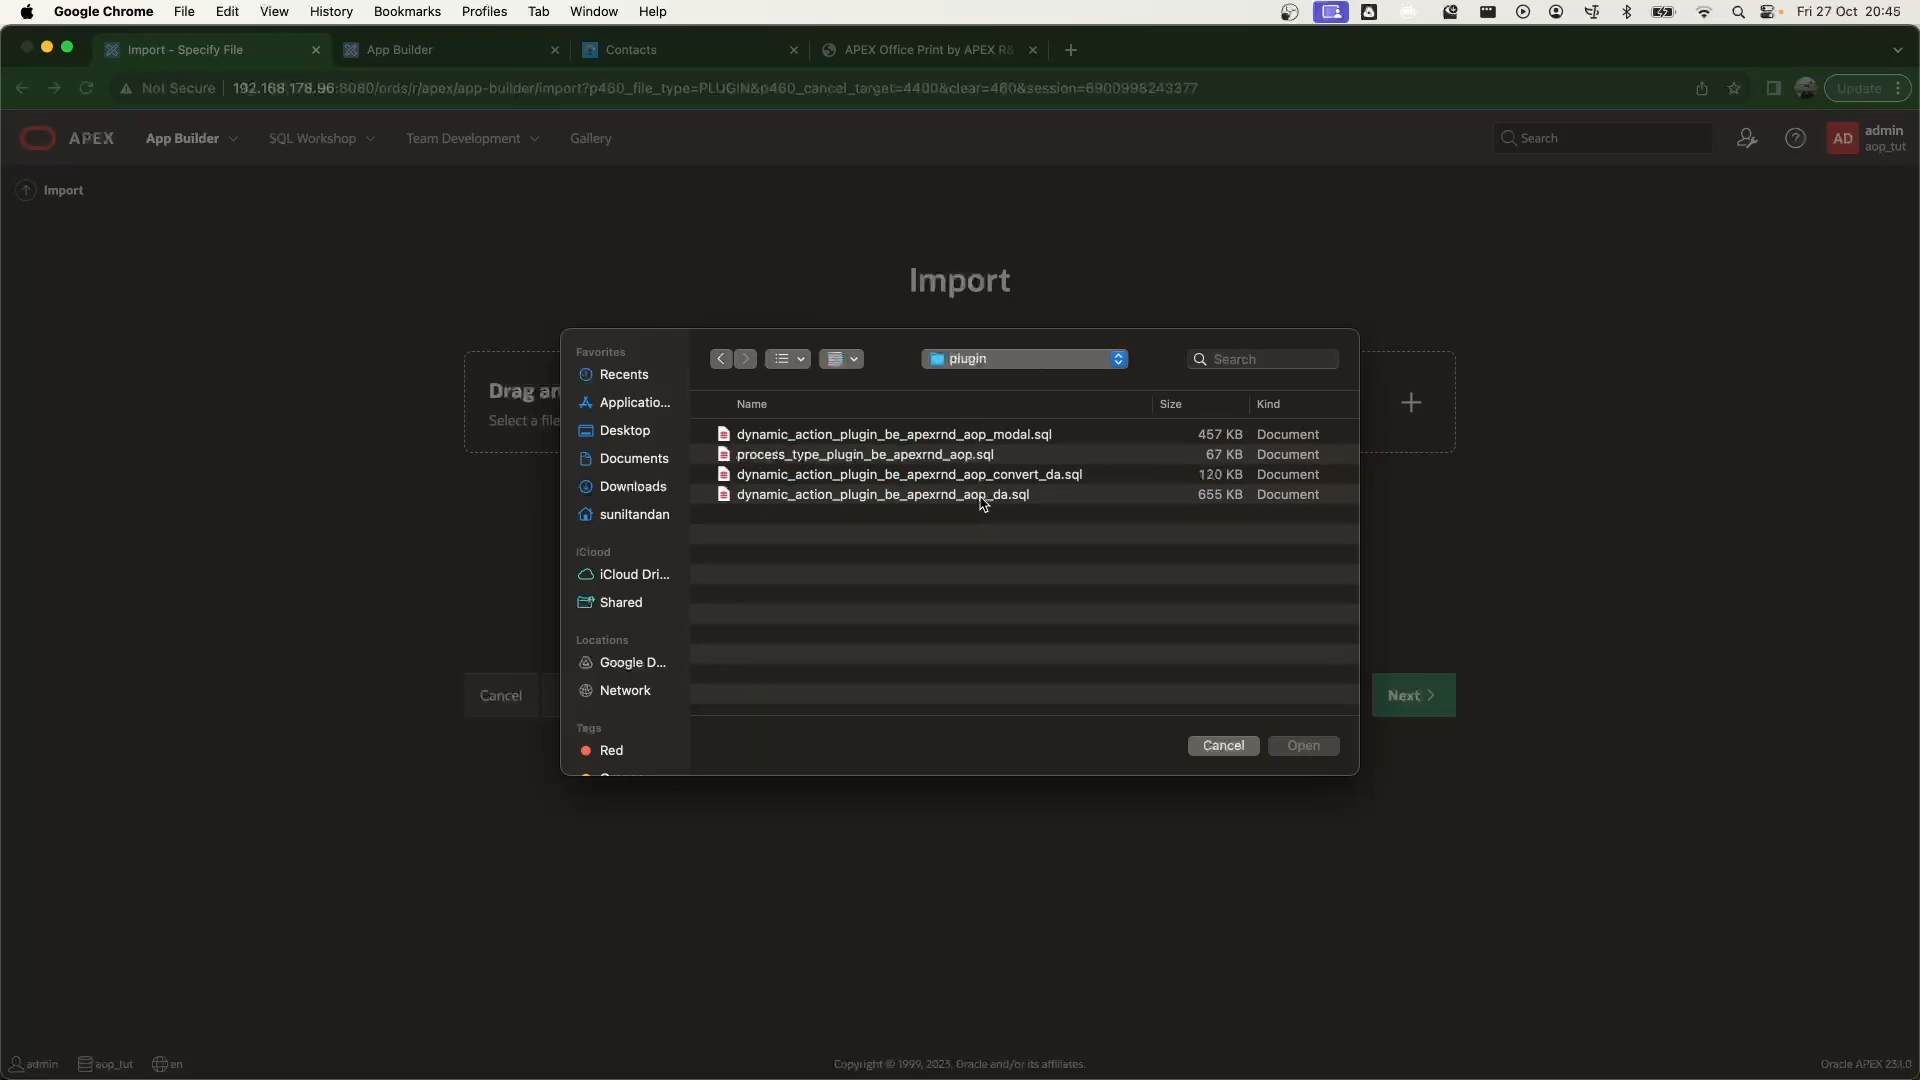 Google Chrome File Edit View History Bookmarks Profiles Tab Window Help Fri 27 Oct 20:45
Import - Specify File App Builder Contacts APEX Office Print by APEX R&
Not Secure 192.168.178.96:8080/ords/r/apex/app-builder/import?p460_file_type=PLUGIN&p460_cancel_target=4400&clear=460&session=6900998243377 Update
APEX App Builder SQL Workshop Team Development Gallery Search AD admin
aop_tut
Import
Import
Drag an
Select a file
Cancel
Next
Favorites
Recents
Applicatio...
Desktop
Documents
Downloads
suniltandan
iCloud
iCloud Dri...
Shared
Locations
Google D...
Network
Tags
Red
plugin Search
Name Size Kind
dynamic_action_plugin_be_apexrnd_aop_modal.sql 457 KB Document
process_type_plugin_be_apexrnd_aop.sql 67 KB Document
dynamic_action_plugin_be_apexrnd_aop_convert_da.sql 120 KB Document
dynamic_action_plugin_be_apexrnd_aop_da.sql 655 KB Document
Cancel Open
admin aop_tut en Copyright © 1999, 2023, Oracle and/or its affiliates. Oracle APEX 23.1.0